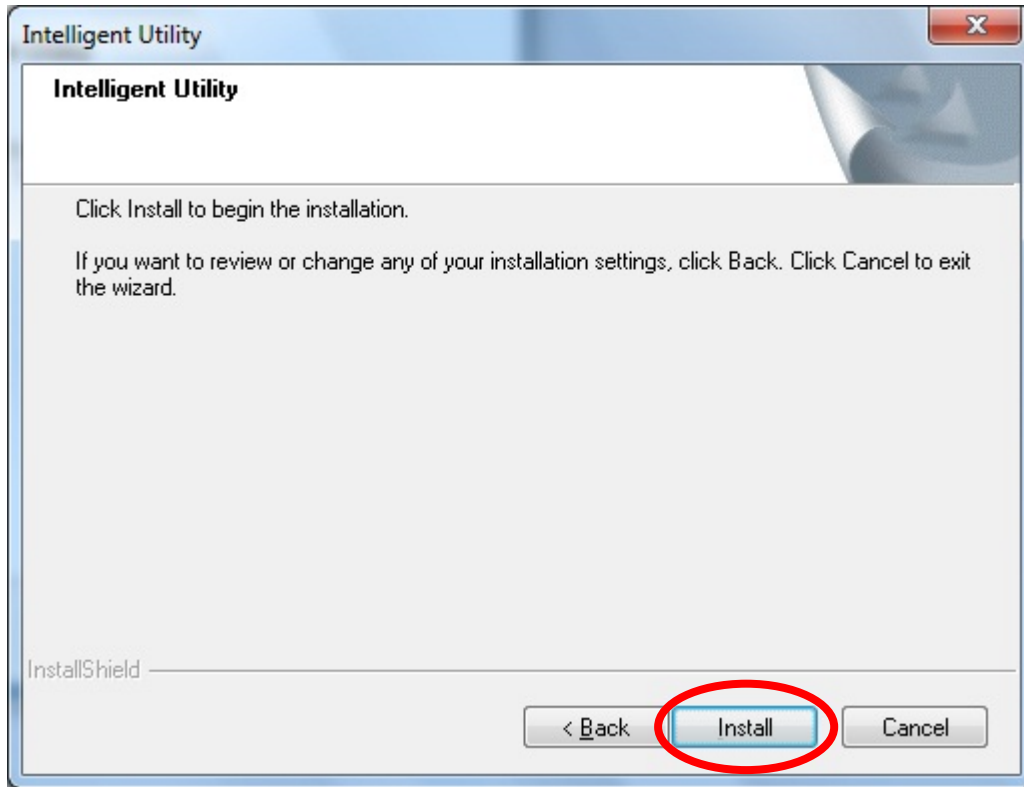 Intelligent Utility
Intelligent Utility
Click Install to begin the installation.
If you want to review or change any of your installation settings, click Back. Click Cancel to exit
the wizard.
InstallShield
< Back
Install
Cancel